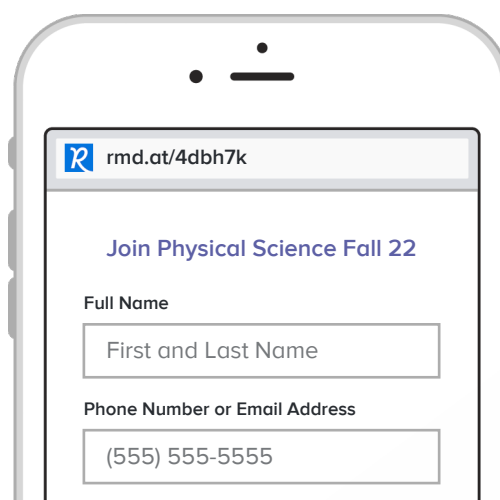 rmd.at/4dbh7k
Join Physical Science Fall 22
Full Name
First and Last Name
Phone Number or Email Address
(555) 555-5555